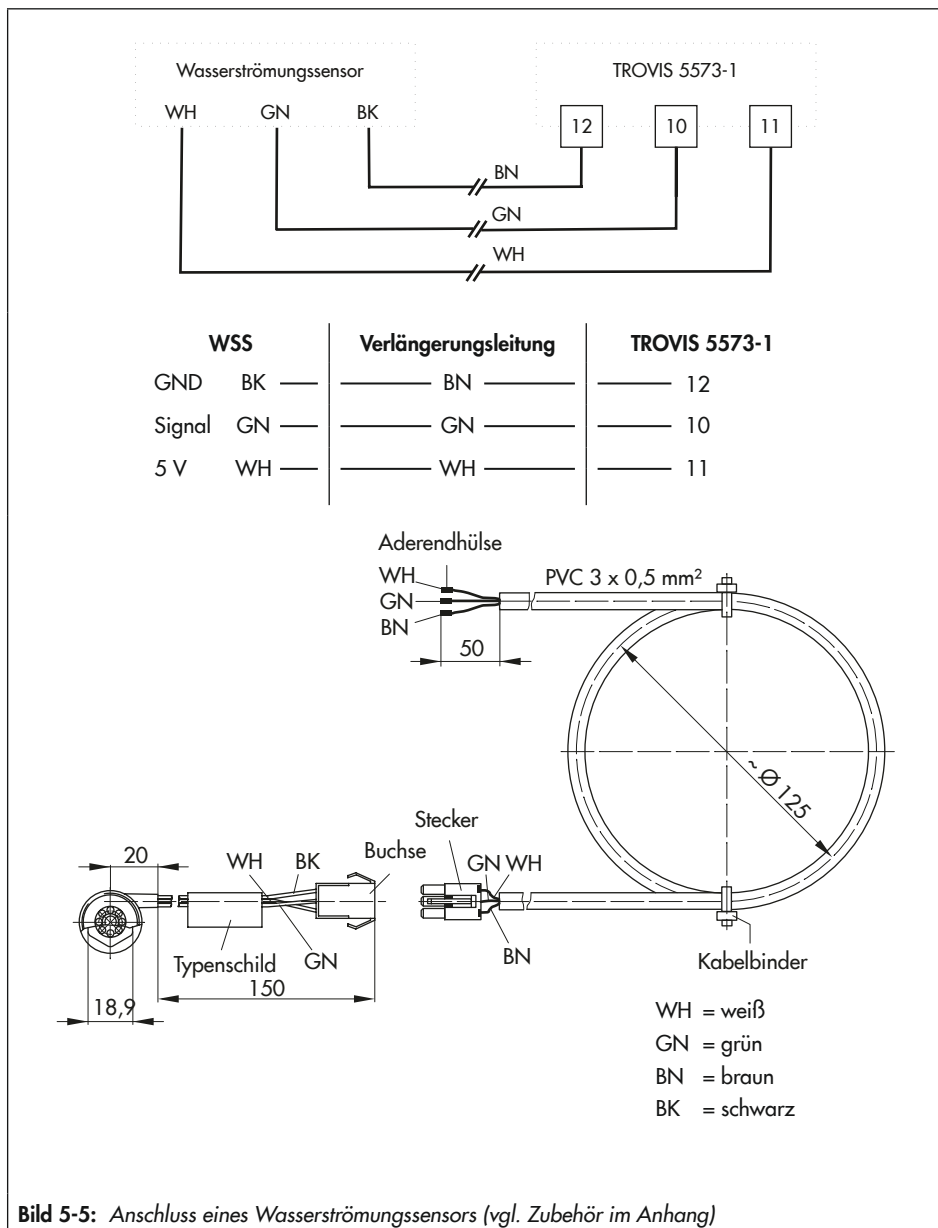 Wasserströmungssensor TROVIS 5573-1
WH GN BK 12 10 11
BN
GN
WH
WSS Verlängerungsleitung TROVIS 5573-1
GND BK BN 12
Signal GN GN 10
5 V WH WH 11
Aderendhülse
WH PVC 3 x 0,5 mm²
GN
BN
50
~ Ø 125
Stecker
20 WH BK Buchse GN WH
Typenschild GN BN Kabelbinder
150
18,9
WH = weiß
GN = grün
BN = braun
BK = schwarz
Bild 5-5: Anschluss eines Wasserströmungssensors (vgl. Zubehör im Anhang)